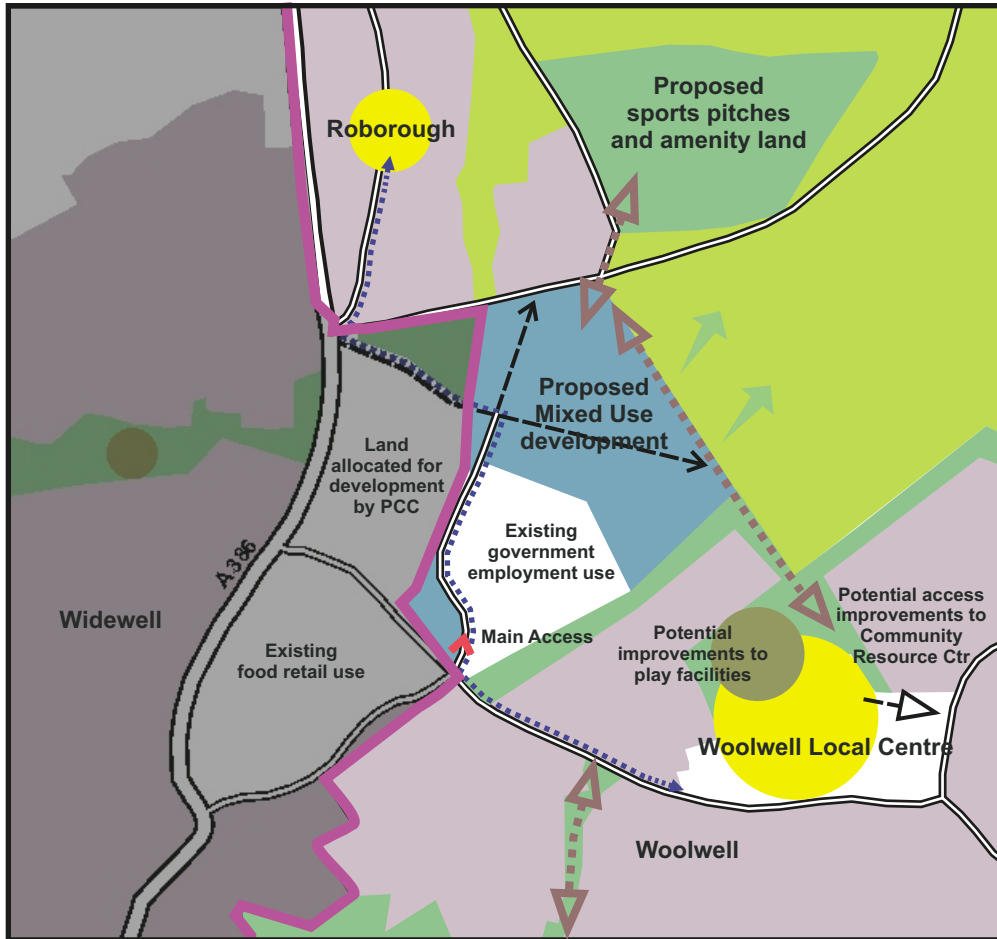 Roborough
Proposed
sports pitches
and amenity land
Proposed
Mixed Use
development
Land
allocated for
development
by PCC
A386
Existing
government
employment use
Widewell
Existing
food retail use
Main Access
Potential
improvements to
play facilities
Potential access
improvements to
Community
Resource Ctr
Woolwell Local Centre
Woolwell